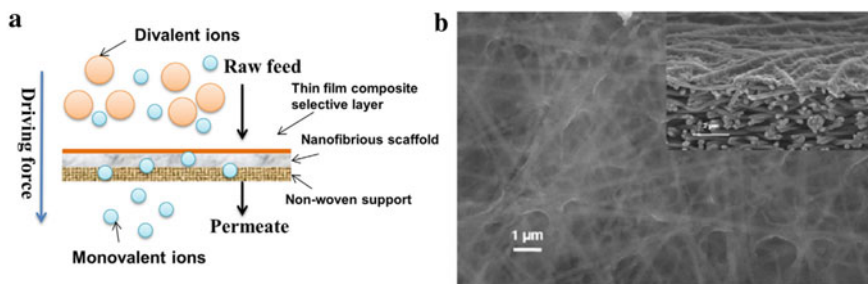 a
Divalent ions
Raw feed
Thin film composite
selective layer
Driving force
Nanofibrious scaffold
Non-woven support
Permeate
Monovalent ions
b
1 µm